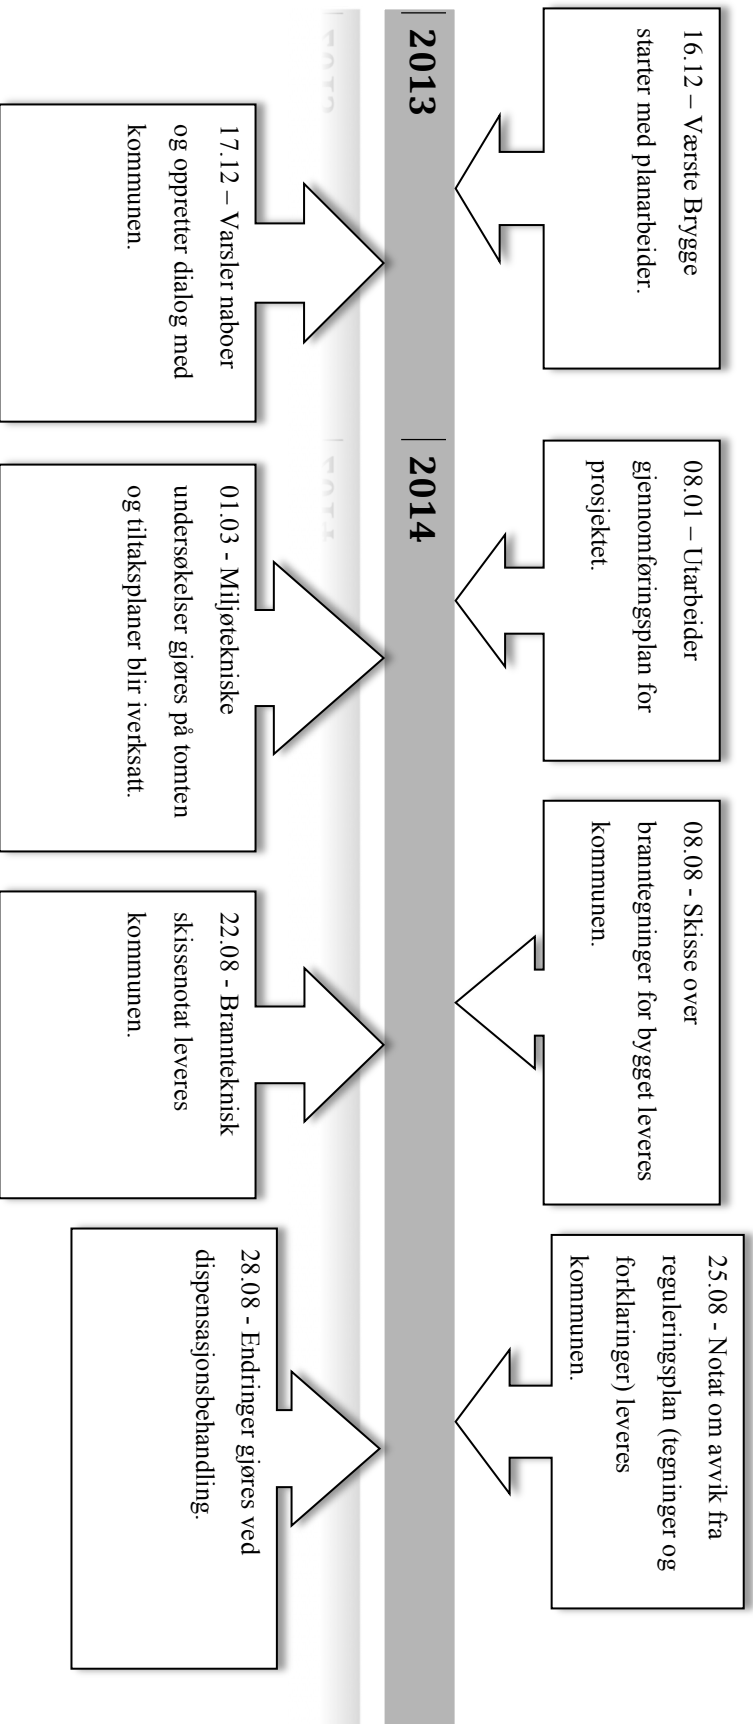 16.12 – Værste Brygge
starter med planarbeider.
08.01 – Utarbeider
gjennomføringsplan for
prosjektet.
08.08 - Skisse over
branntegninger for bygget leveres
kommunen.
25.08 - Notat om avvik fra
reguleringsplan (tegninger og
forklaringer) leveres
kommunen.
2013
2014
17.12 – Varsler naboer
og oppretter dialog med
kommunen.
01.03 - Miljøtekniske
undersøkelser gjøres på tomten
og tiltaksplaner blir iverksatt.
22.08 - Brannteknisk
skissenotat leveres
kommunen.
28.08 - Endringer gjøres ved
dispensasjonsbehandling.